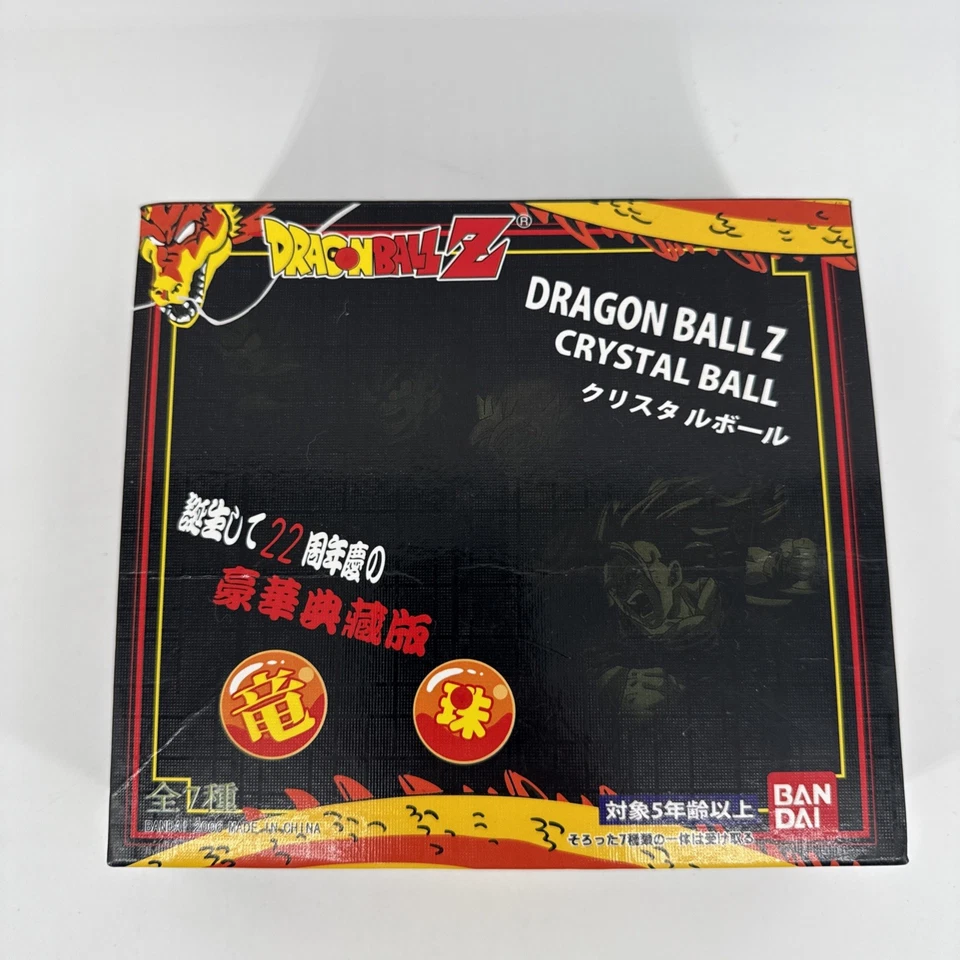 DRAGONBALL Z®
DRAGON BALL Z
CRYSTAL BALL
クリスタルボール
誕生して22周年慶の
豪華典藏版
竜
珠
全7種
BANDAI 2006 MADE IN CHINA
対象5年齢以上
そろった7種類の一体は受け取る
BAN
DAI